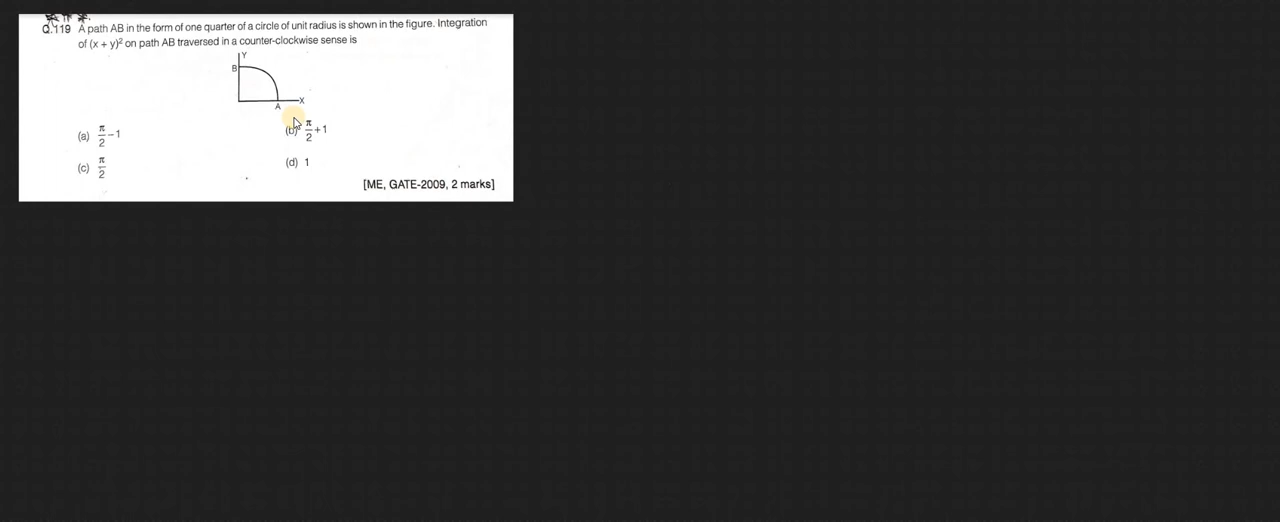 Q.119 A path AB in the form of one quarter of a circle of unit radius is shown in the figure. Integration
of (x + y)² on path AB traversed in a counter-clockwise sense is
Y
B
X
A
(a) π/2 − 1
(b) π/2 + 1
(c) π/2
(d) 1
[ME, GATE-2009, 2 marks]